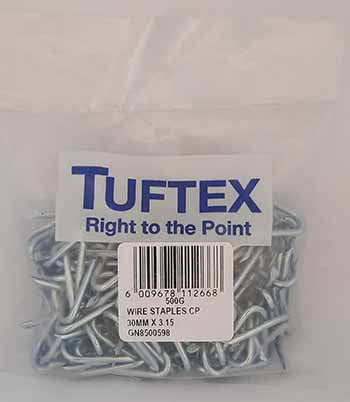 TUFTEX
Right to the Point
6 009678 112668
500G
WIRE STAPLES CP
30MM X 3.15
GN8500598